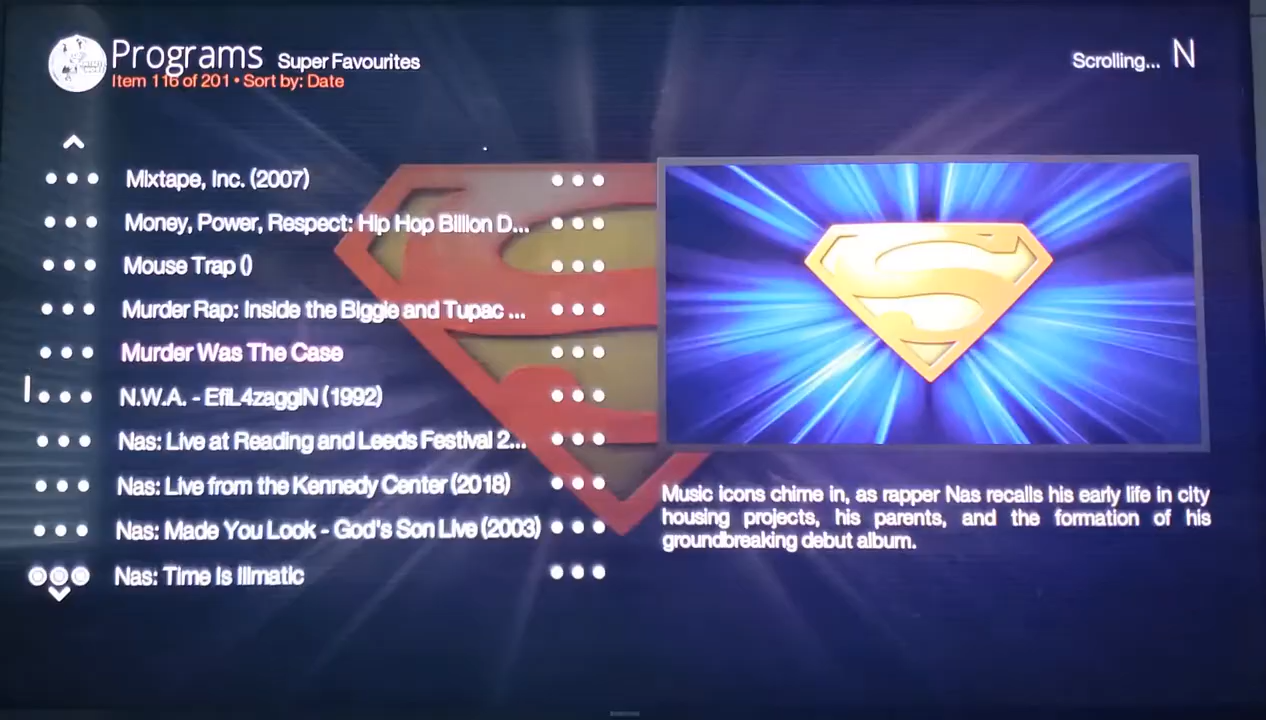 Programs Super Favourites
Item 116 of 201 • Sort by: Date
Scrolling... N
Mixtape, Inc. (2007)
Money, Power, Respect: Hip Hop Billion D...
Mouse Trap ()
Murder Rap: Inside the Biggie and Tupac ...
Murder Was The Case
N.W.A. - EfiL4zaggiN (1992)
Nas: Live at Reading and Leeds Festival 2...
Nas: Live from the Kennedy Center (2018)
Nas: Made You Look - God's Son Live (2003)
Nas: Time Is Illmatic
Music icons chime in, as rapper Nas recalls his early life in city
housing projects, his parents, and the formation of his
groundbreaking debut album.